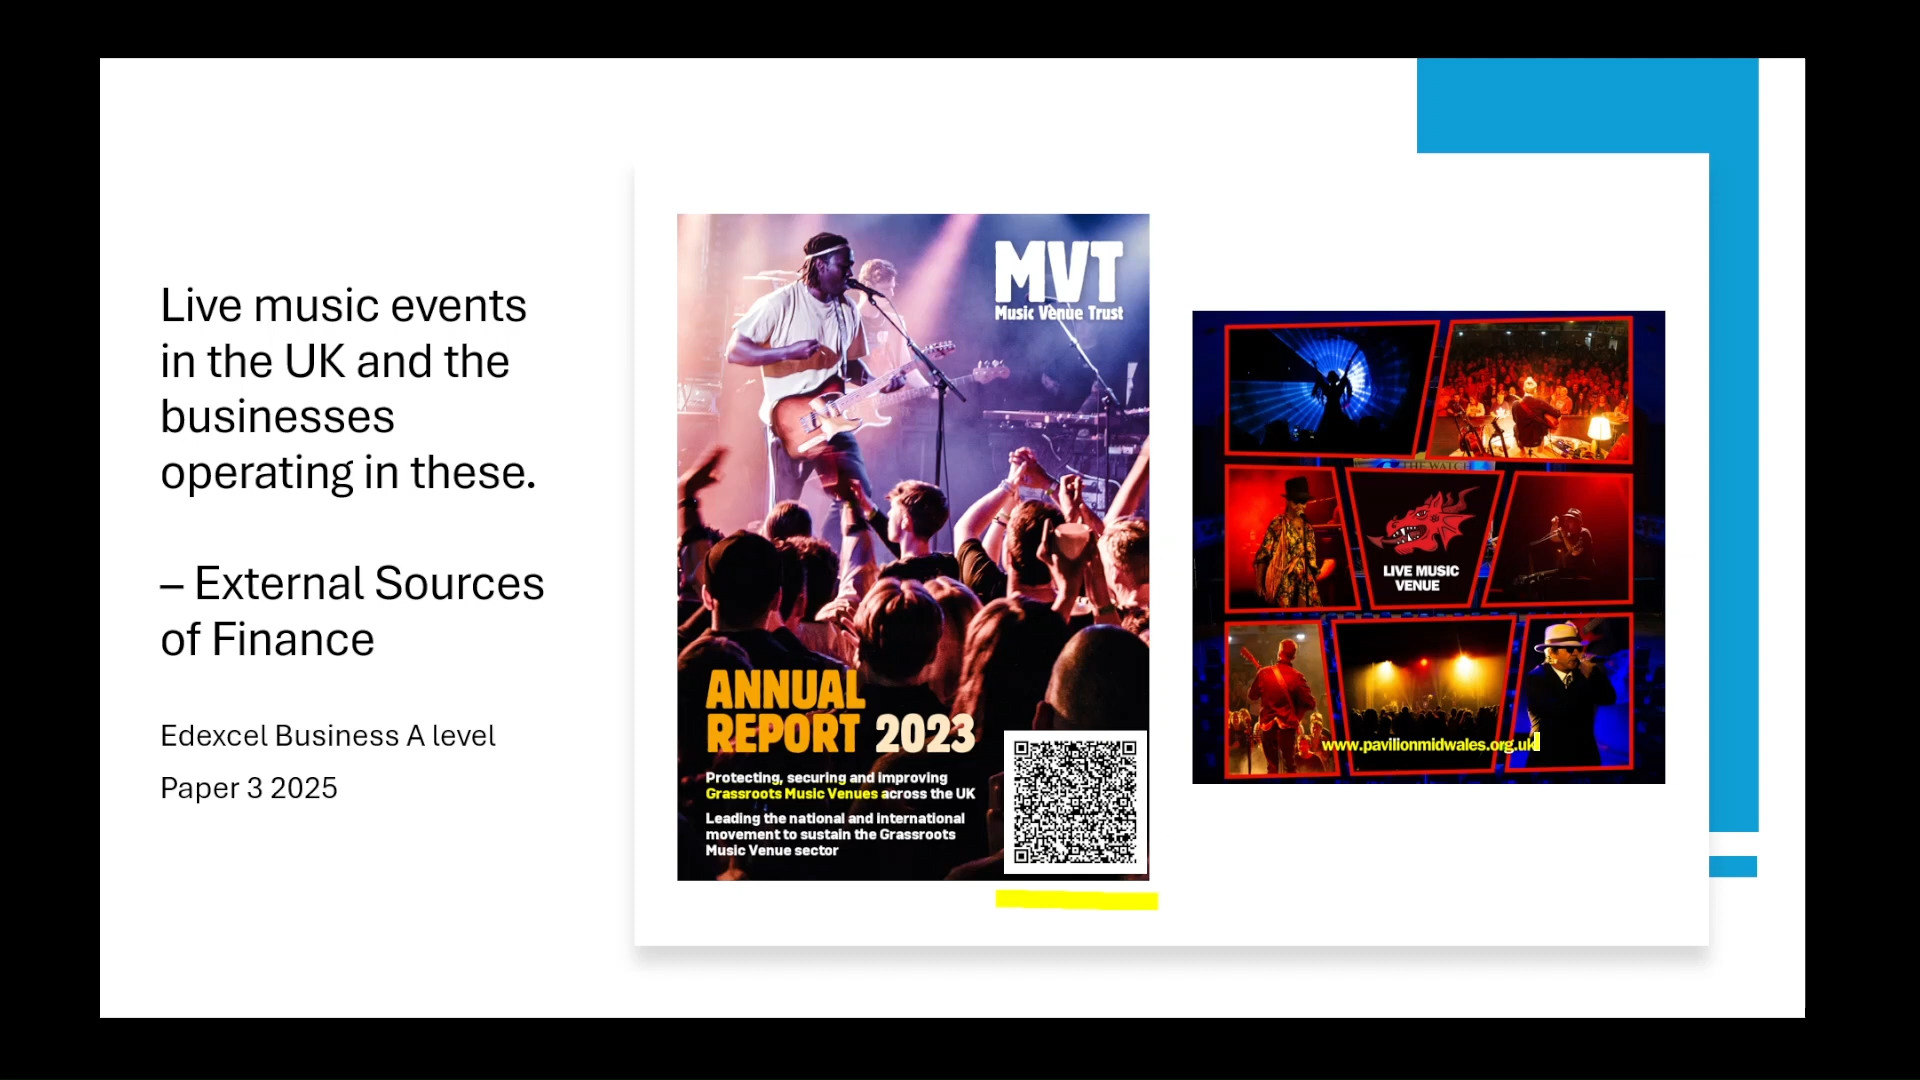 Live music events
in the UK and the
businesses
operating in these.
– External Sources
of Finance
Edexcel Business A level
Paper 3 2025
MVT
Music Venue Trust
ANNUAL
REPORT 2023
Protecting, securing and improving
Grassroots Music Venues across the UK
Leading the national and international
movement to sustain the Grassroots
Music Venue sector
THE WATCH
LIVE MUSIC
VENUE
www.pavilionmidwales.org.uk